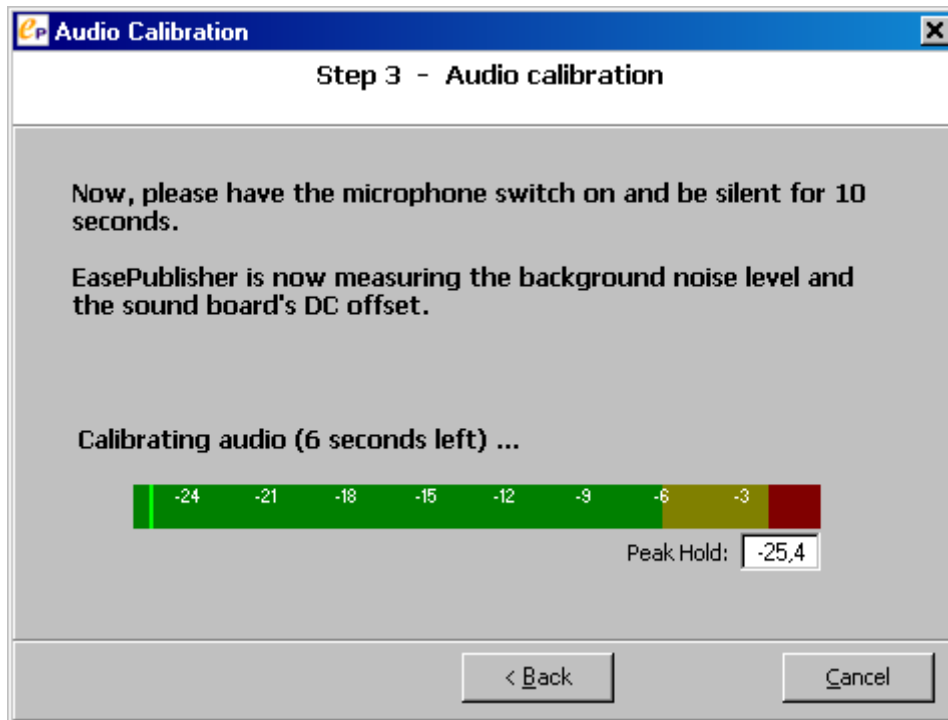 eP Audio Calibration
Step 3 - Audio calibration
Now, please have the microphone switch on and be silent for 10
seconds.
EasePublisher is now measuring the background noise level and
the sound board's DC offset.
Calibrating audio (6 seconds left) ...
-24 -21 -18 -15 -12 -9 -6 -3
Peak Hold: -25,4
< Back Cancel